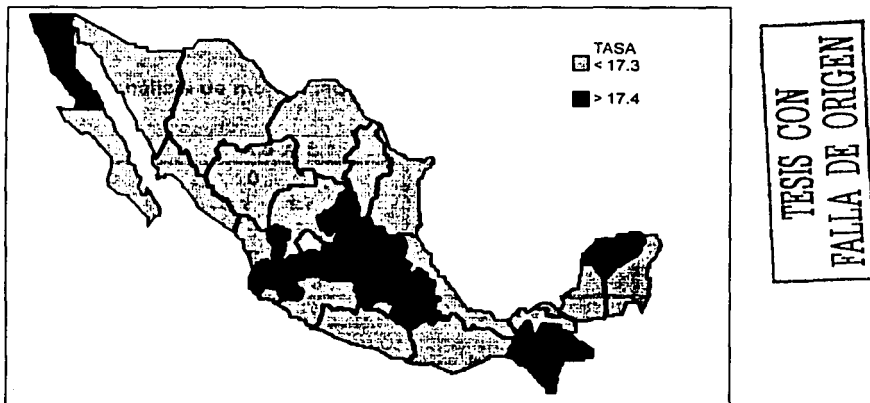 TASA
< 17.3
> 17.4
TESIS CON
FALLA DE ORIGEN